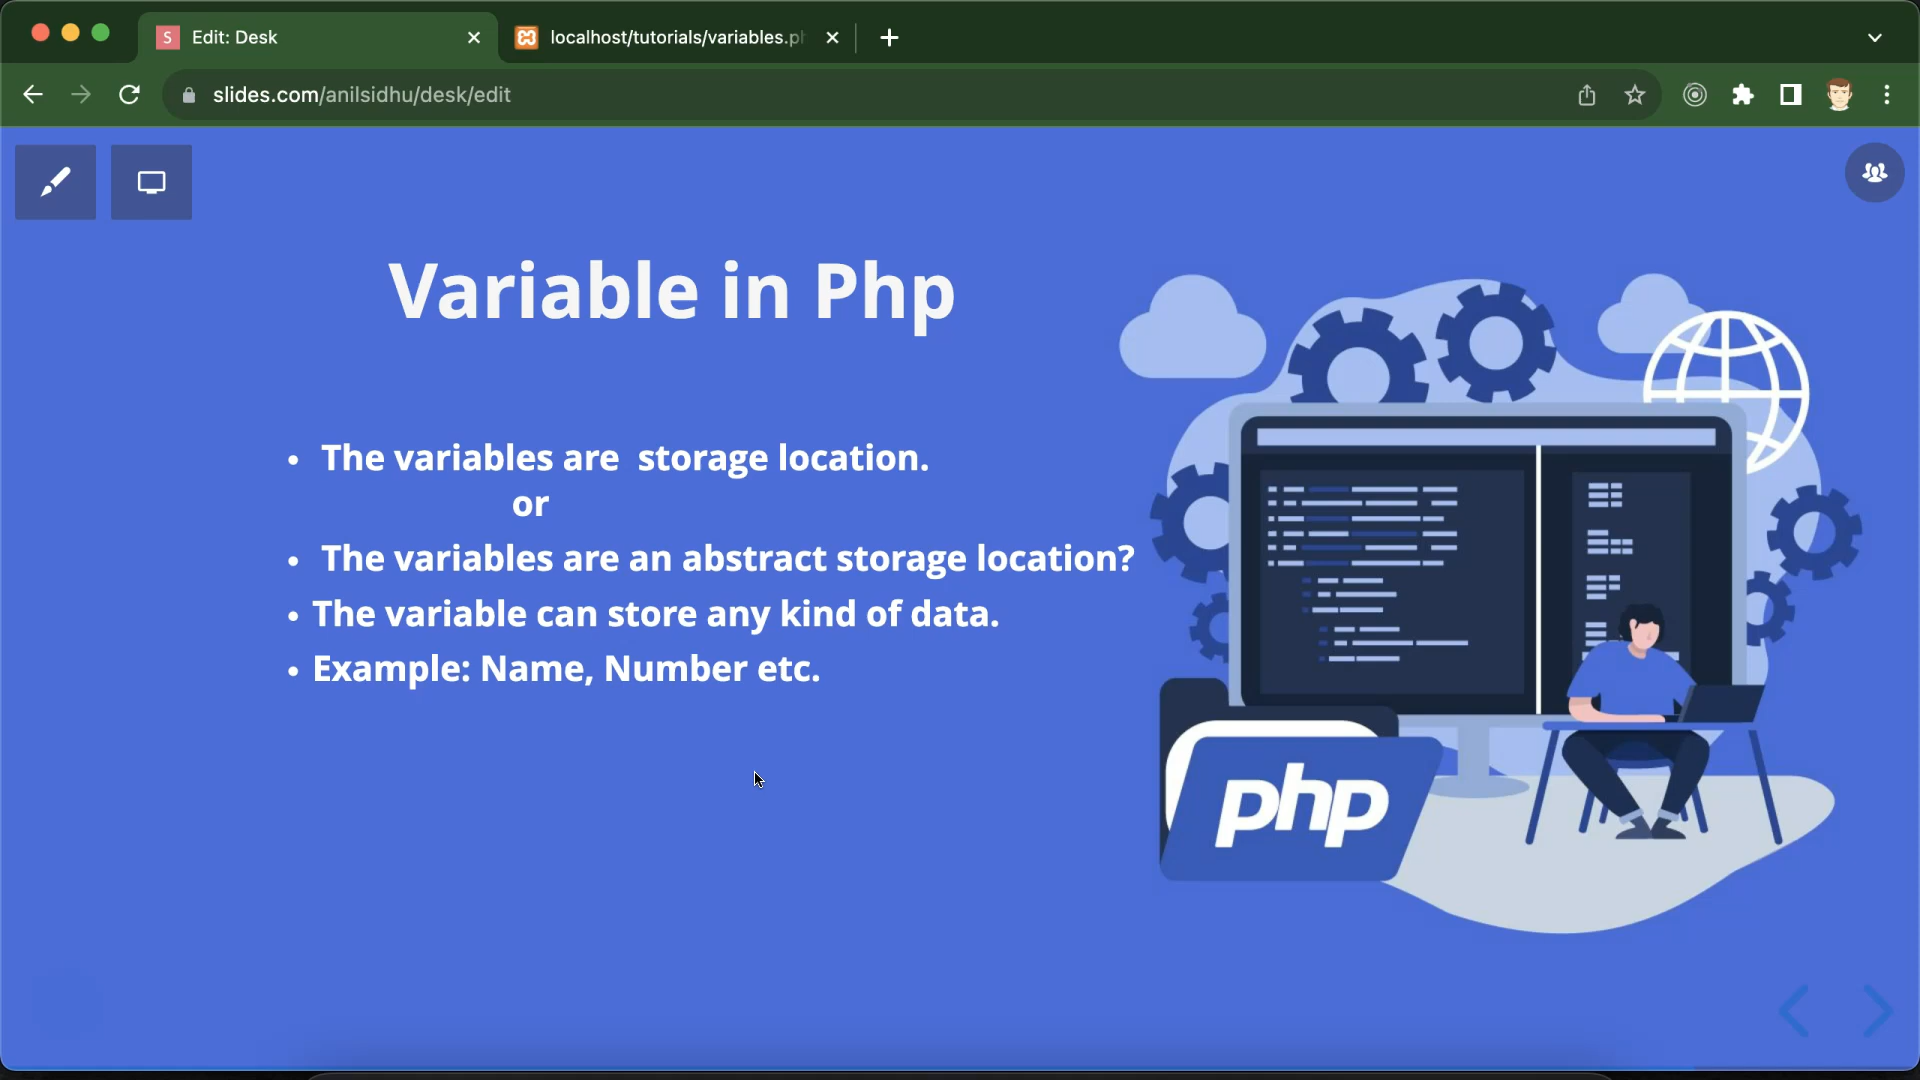 S Edit: Desk
localhost/tutorials/variables.ph
slides.com/anilsidhu/desk/edit
Variable in Php
• The variables are storage location.
or
• The variables are an abstract storage location?
• The variable can store any kind of data.
• Example: Name, Number etc.
php